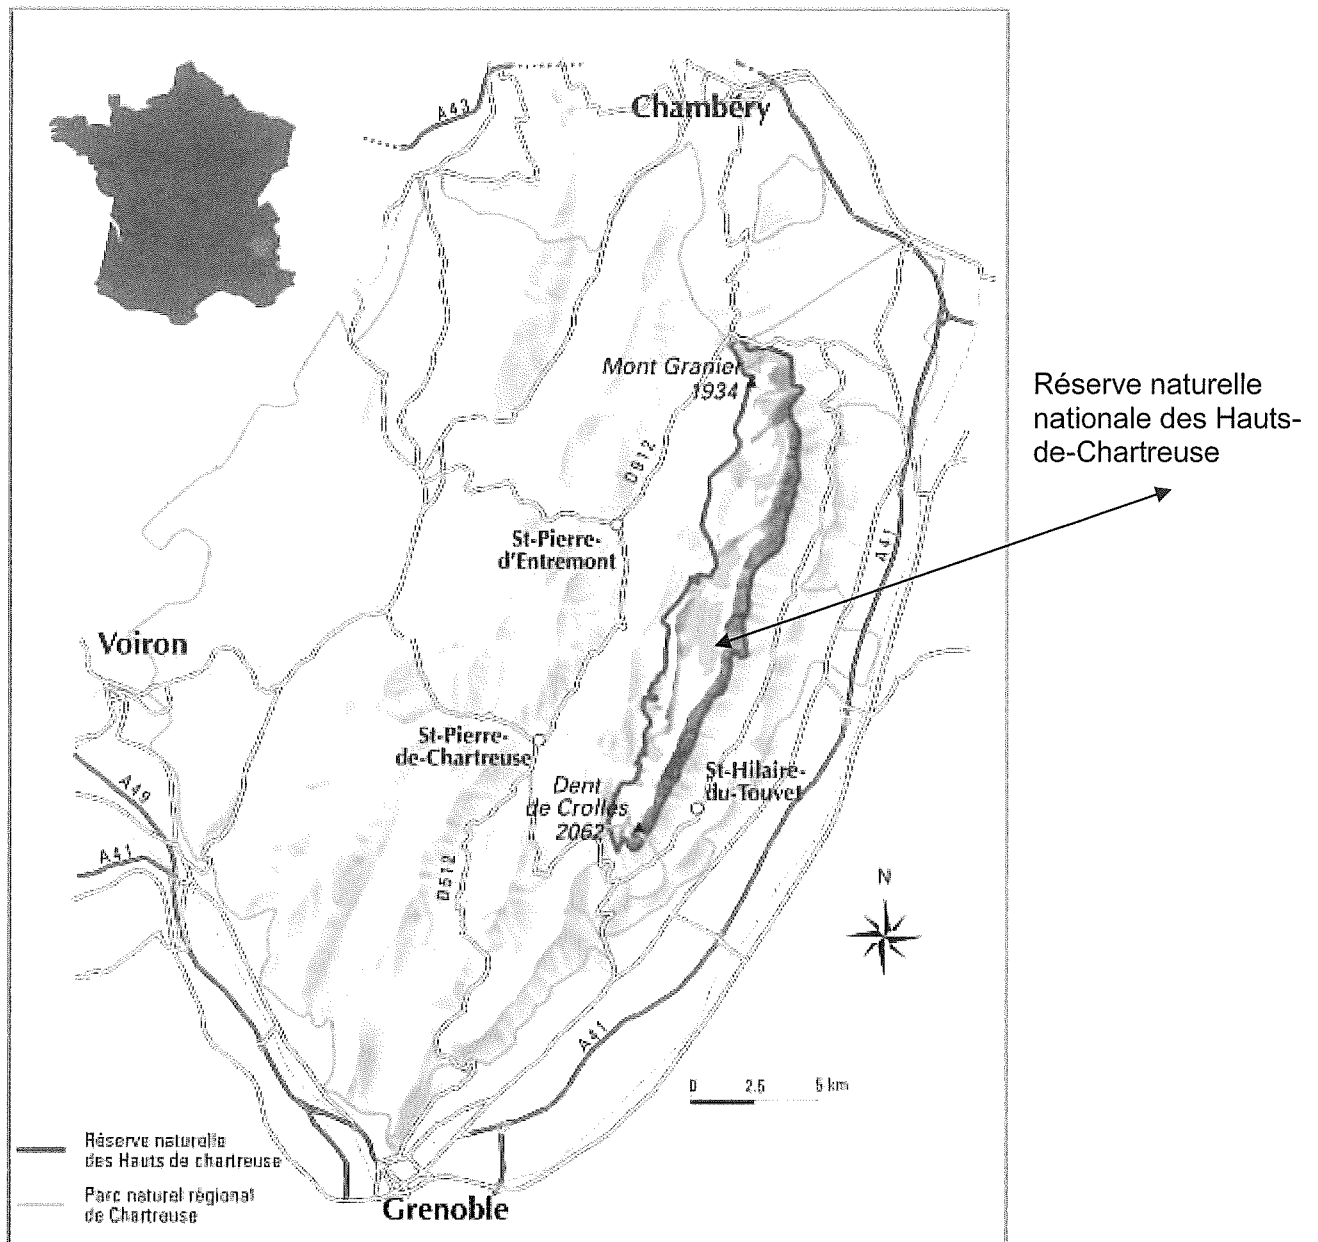 Chambéry
A43
Mont Granier
1934
Réserve naturelle
nationale des Hauts-
de-Chartreuse
D912
St-Pierre-
d'Entremont
A41
Voiron
St-Pierre-
de-Chartreuse
St-Hilaire-
du-Touvet
Dent
de Crolles
2062
A49
A41
D512
N
A41
0 2.5 5 km
Réserve naturelle
des Hauts de chartreuse
Parc naturel régional
de Chartreuse
Grenoble